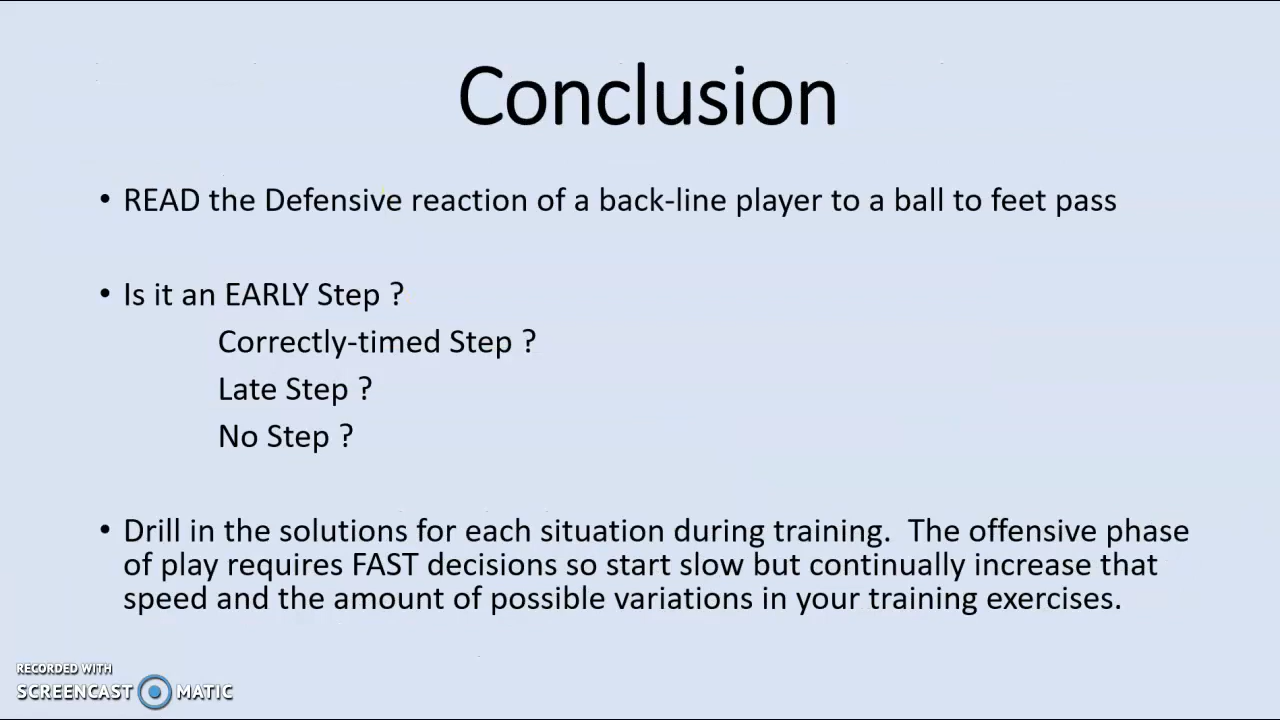 Conclusion
• READ the Defensive reaction of a back-line player to a ball to feet pass
• Is it an EARLY Step ?
Correctly-timed Step ?
Late Step ?
No Step ?
• Drill in the solutions for each situation during training.  The offensive phase
of play requires FAST decisions so start slow but continually increase that
speed and the amount of possible variations in your training exercises.
RECORDED WITH
SCREENCAST MATIC